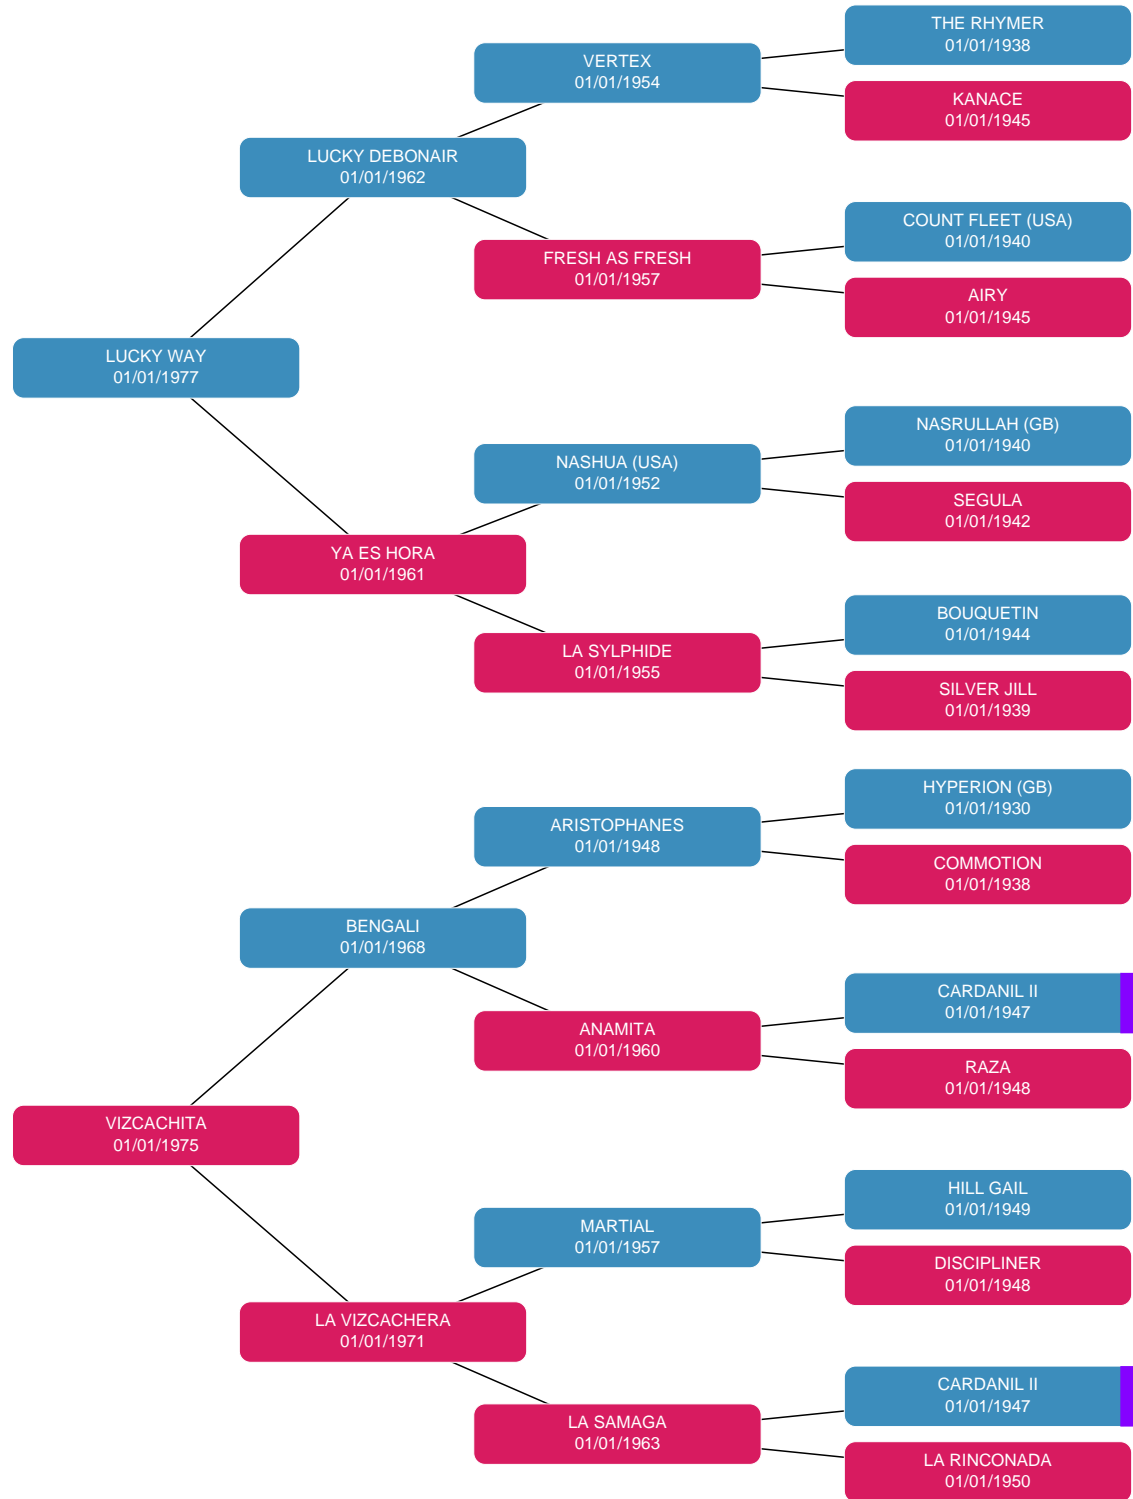 THE RHYMER
01/01/1938
VERTEX
01/01/1954
KANACE
01/01/1945
LUCKY DEBONAIR
01/01/1962
COUNT FLEET (USA)
01/01/1940
FRESH AS FRESH
01/01/1957
AIRY
01/01/1945
LUCKY WAY
01/01/1977
NASRULLAH (GB)
01/01/1940
NASHUA (USA)
01/01/1952
SEGULA
01/01/1942
YA ES HORA
01/01/1961
BOUQUETIN
01/01/1944
LA SYLPHIDE
01/01/1955
SILVER JILL
01/01/1939
HYPERION (GB)
01/01/1930
ARISTOPHANES
01/01/1948
COMMOTION
01/01/1938
BENGALI
01/01/1968
CARDANIL II
01/01/1947
ANAMITA
01/01/1960
RAZA
01/01/1948
VIZCACHITA
01/01/1975
HILL GAIL
01/01/1949
MARTIAL
01/01/1957
DISCIPLINER
01/01/1948
LA VIZCACHERA
01/01/1971
CARDANIL II
01/01/1947
LA SAMAGA
01/01/1963
LA RINCONADA
01/01/1950